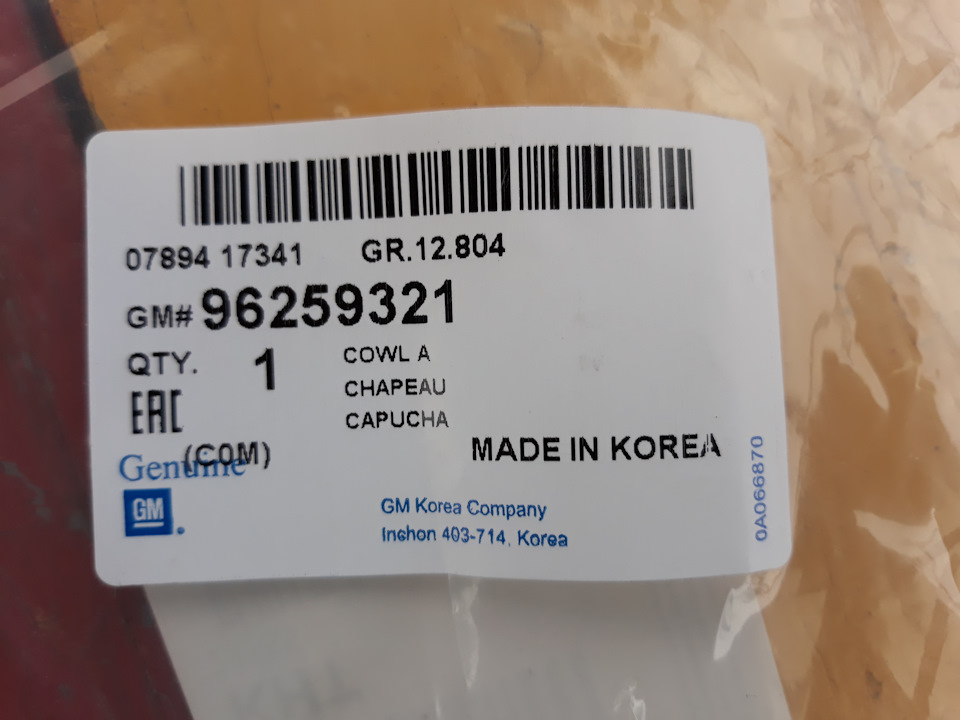 07894 17341 GR.12.804
GM# 96259321
QTY. 1 COWL A
CHAPEAU
EAC CAPUCHA
(COM) MADE IN KOREA
Genuine
GM
GM Korea Company
Inchon 403-714, Korea
0A066870